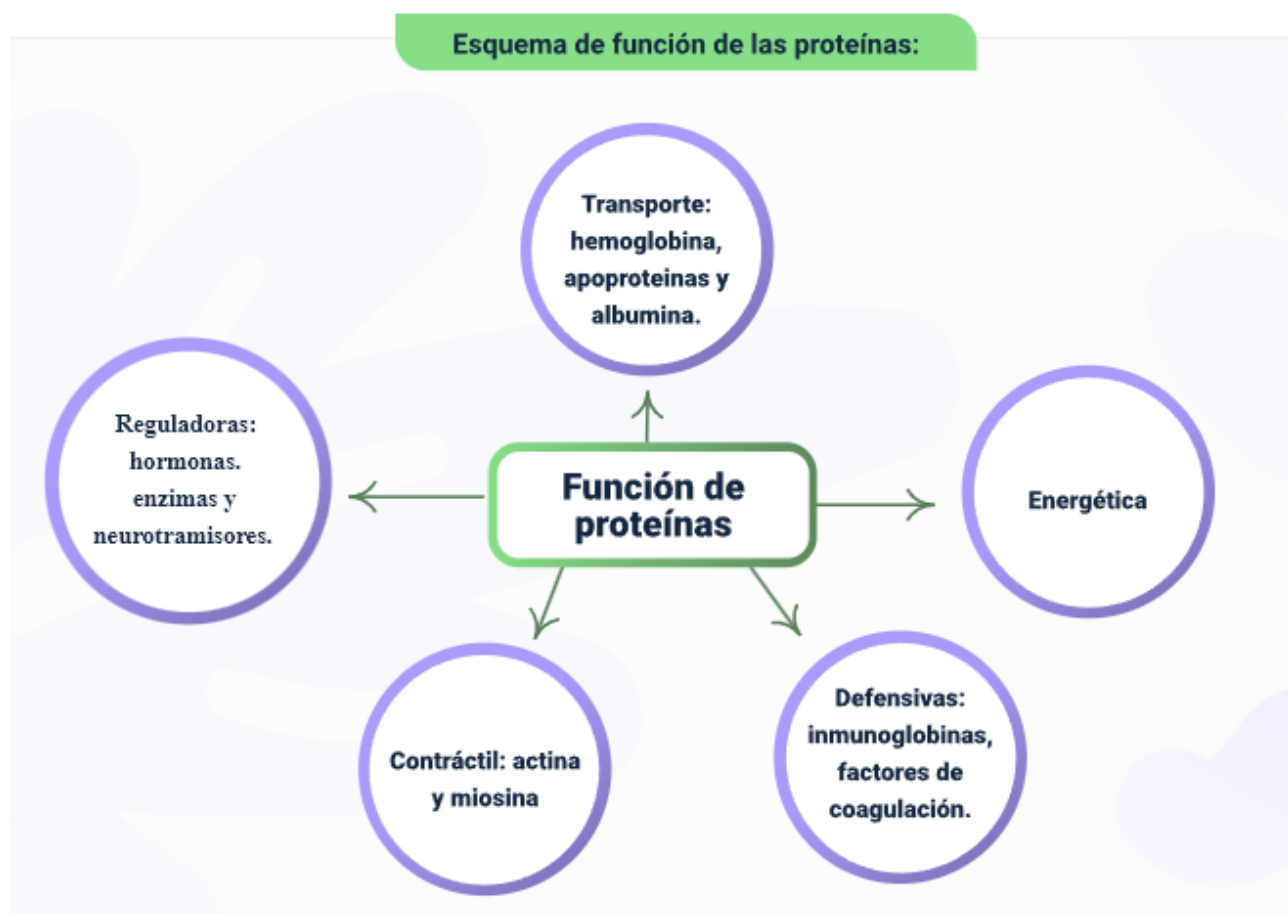 Esquema de función de las proteínas:
Transporte:
hemoglobina,
apoproteinas y
albumina.
Reguladoras:
hormonas.
enzimas y
neurotramisores.
Función de
proteínas
Energética
Contráctil: actina
y miosina
Defensivas:
inmunoglobinas,
factores de
coagulación.